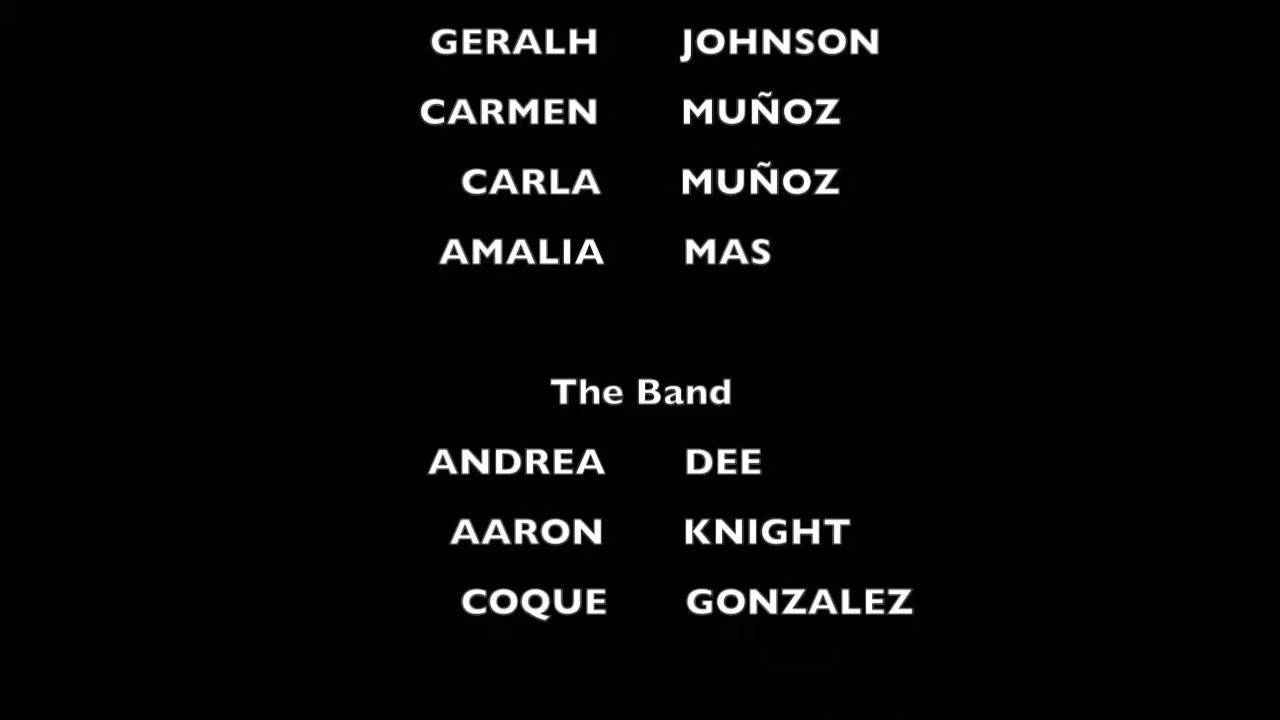 GERALH JOHNSON
CARMEN MUÑOZ
CARLA MUÑOZ
AMALIA MAS
The Band
ANDREA DEE
AARON KNIGHT
COQUE GONZALEZ